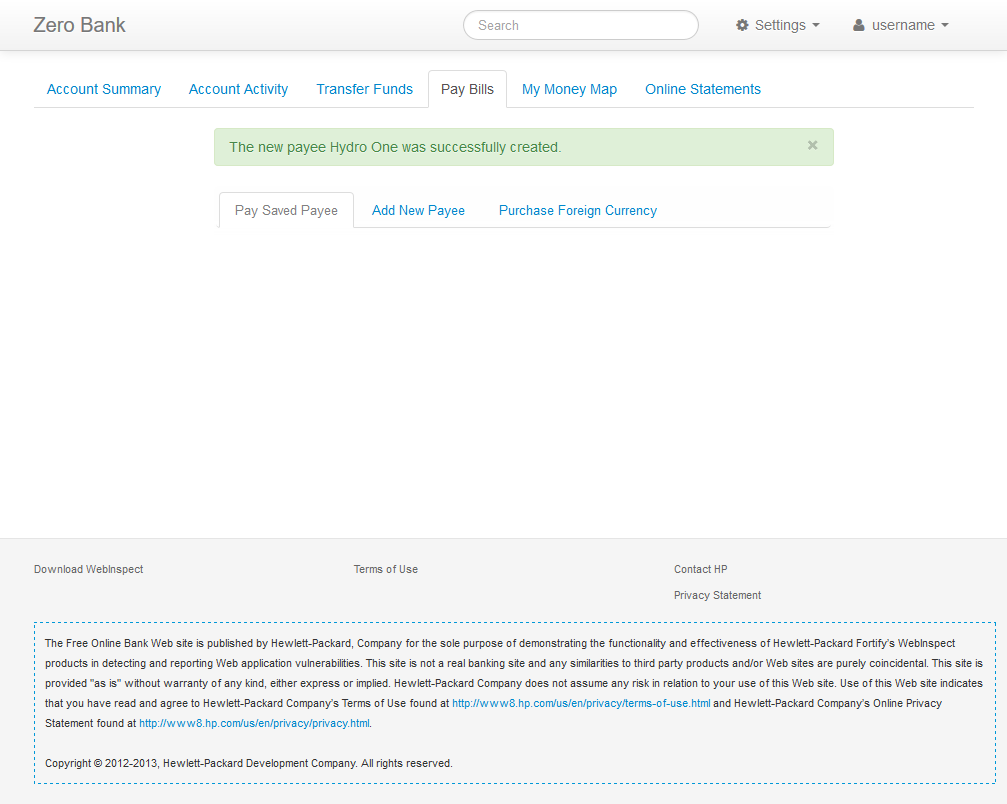 Zero Bank
Search
Settings
username
Account Summary
Account Activity
Transfer Funds
Pay Bills
My Money Map
Online Statements
The new payee Hydro One was successfully created.
×
Pay Saved Payee
Add New Payee
Purchase Foreign Currency
Download WebInspect
Terms of Use
Contact HP
Privacy Statement
The Free Online Bank Web site is published by Hewlett-Packard, Company for the sole purpose of demonstrating the functionality and effectiveness of Hewlett-Packard Fortify's WebInspect
products in detecting and reporting Web application vulnerabilities. This site is not a real banking site and any similarities to third party products and/or Web sites are purely coincidental. This site is
provided "as is" without warranty of any kind, either express or implied. Hewlett-Packard Company does not assume any risk in relation to your use of this Web site. Use of this Web site indicates
that you have read and agree to Hewlett-Packard Company's Terms of Use found at http://www8.hp.com/us/en/privacy/terms-of-use.html and Hewlett-Packard Company's Online Privacy
Statement found at http://www8.hp.com/us/en/privacy/privacy.html.
Copyright © 2012-2013, Hewlett-Packard Development Company. All rights reserved.